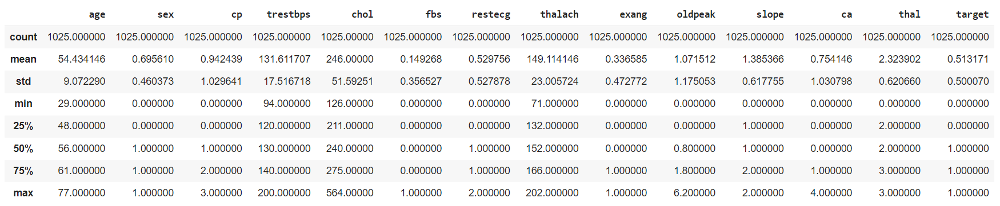 age sex cp trestbps chol fbs restecg thalach exang oldpeak slope ca thal target
count 1025.000000 1025.000000 1025.000000 1025.000000 1025.00000 1025.000000 1025.000000 1025.000000 1025.000000 1025.000000 1025.000000 1025.000000 1025.000000 1025.000000
mean 54.434146 0.695610 0.942439 131.611707 246.00000 0.149268 0.529756 149.114146 0.336585 1.071512 1.385366 0.754146 2.323902 0.513171
std 9.072290 0.460373 1.029641 17.516718 51.59251 0.356527 0.527878 23.005724 0.472772 1.175053 0.617755 1.030798 0.620660 0.500070
min 29.000000 0.000000 0.000000 94.000000 126.00000 0.000000 0.000000 71.000000 0.000000 0.000000 0.000000 0.000000 0.000000 0.000000
25% 48.000000 0.000000 0.000000 120.000000 211.00000 0.000000 0.000000 132.000000 0.000000 0.000000 1.000000 0.000000 2.000000 0.000000
50% 56.000000 1.000000 1.000000 130.000000 240.00000 0.000000 1.000000 152.000000 0.000000 0.800000 1.000000 0.000000 2.000000 1.000000
75% 61.000000 1.000000 2.000000 140.000000 275.00000 0.000000 1.000000 166.000000 1.000000 1.800000 2.000000 1.000000 3.000000 1.000000
max 77.000000 1.000000 3.000000 200.000000 564.00000 1.000000 2.000000 202.000000 1.000000 6.200000 2.000000 4.000000 3.000000 1.000000